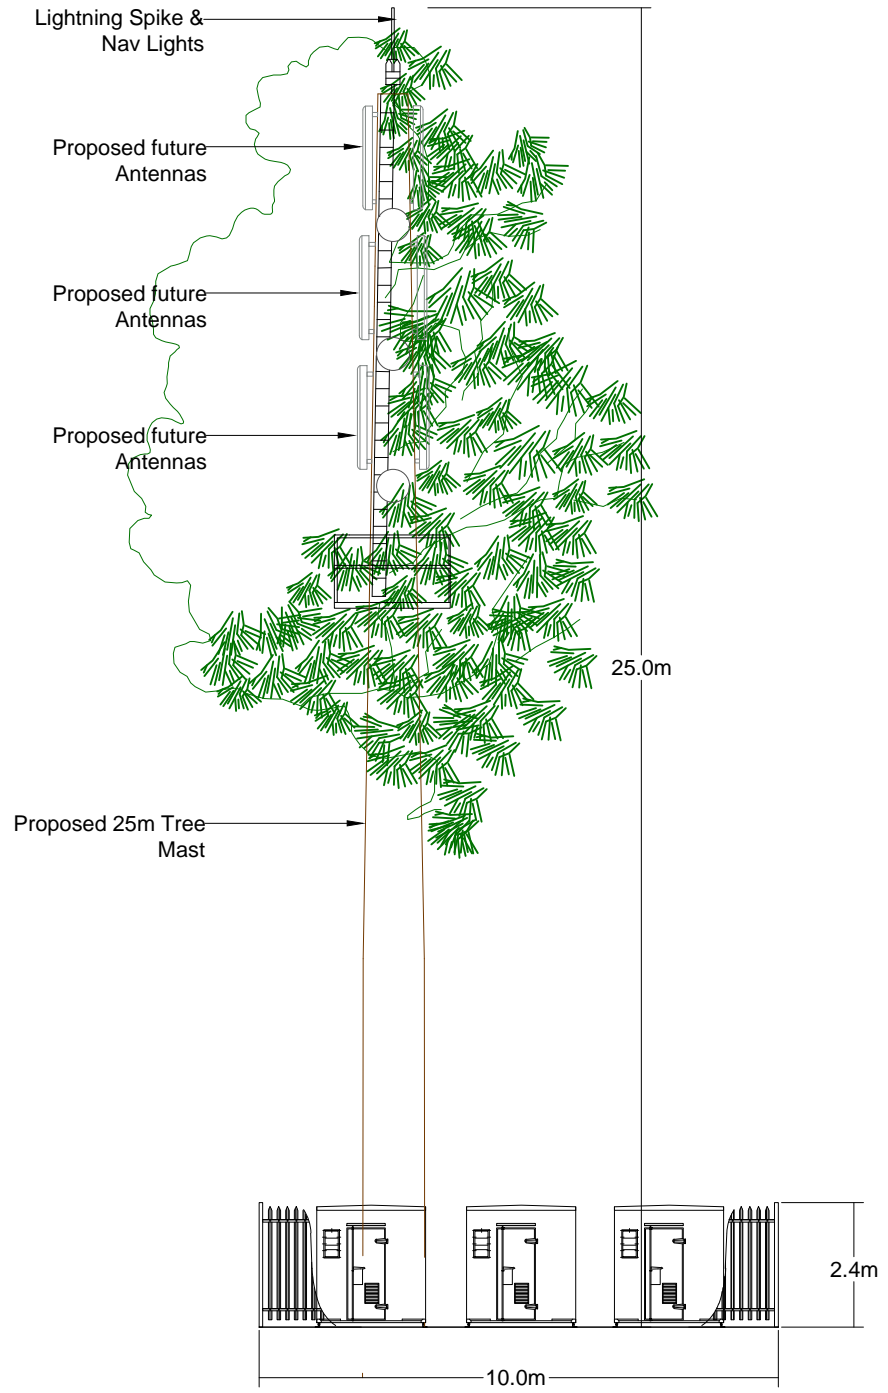 Lightning Spike &
Nav Lights
Proposed future
Antennas
Proposed future
Antennas
Proposed future
Antennas
25.0m
Proposed 25m Tree
Mast
2.4m
10.0m